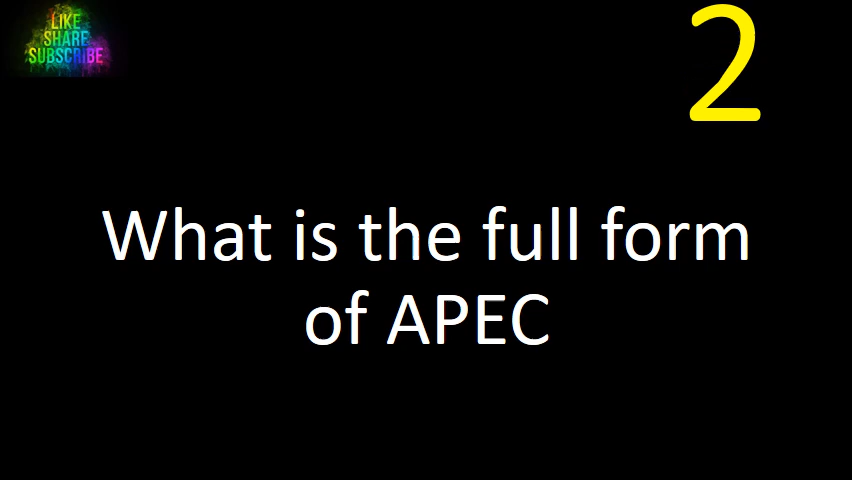 LIKE
SHARE
SUBSCRIBE
2
What is the full form
of APEC